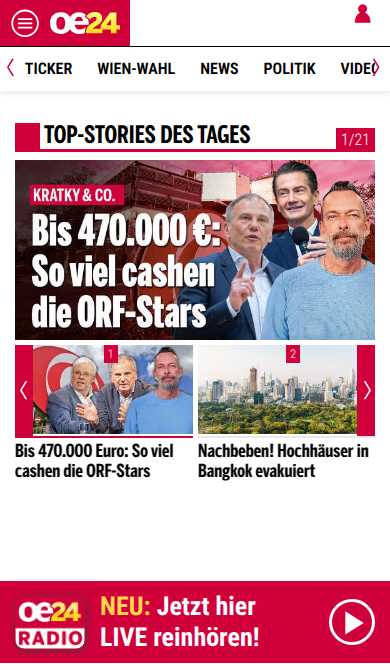 oe24
TICKER WIEN-WAHL NEWS POLITIK VIDEO
TOP-STORIES DES TAGES
1/21
KRATKY & CO.
Bis 470.000 €:
So viel cashen
die ORF-Stars
1
2
Bis 470.000 Euro: So viel
cashen die ORF-Stars
Nachbeben! Hochhäuser in
Bangkok evakuiert
oe24
RADIO
NEU: Jetzt hier
LIVE reinhören!